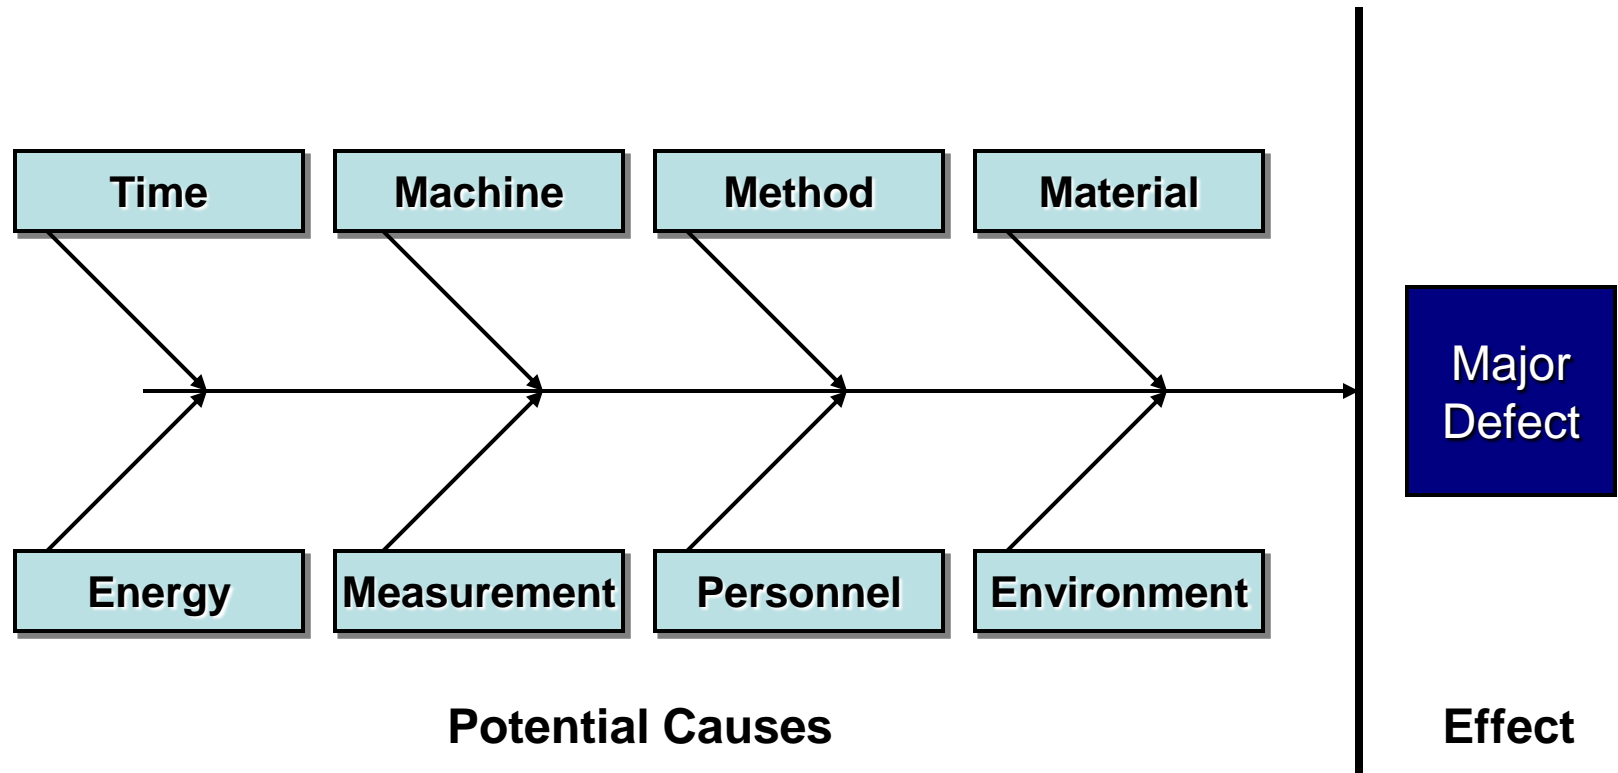 Time
Machine
Method
Material
Major
Defect
Energy
Measurement
Personnel
Environment
Potential Causes
Effect